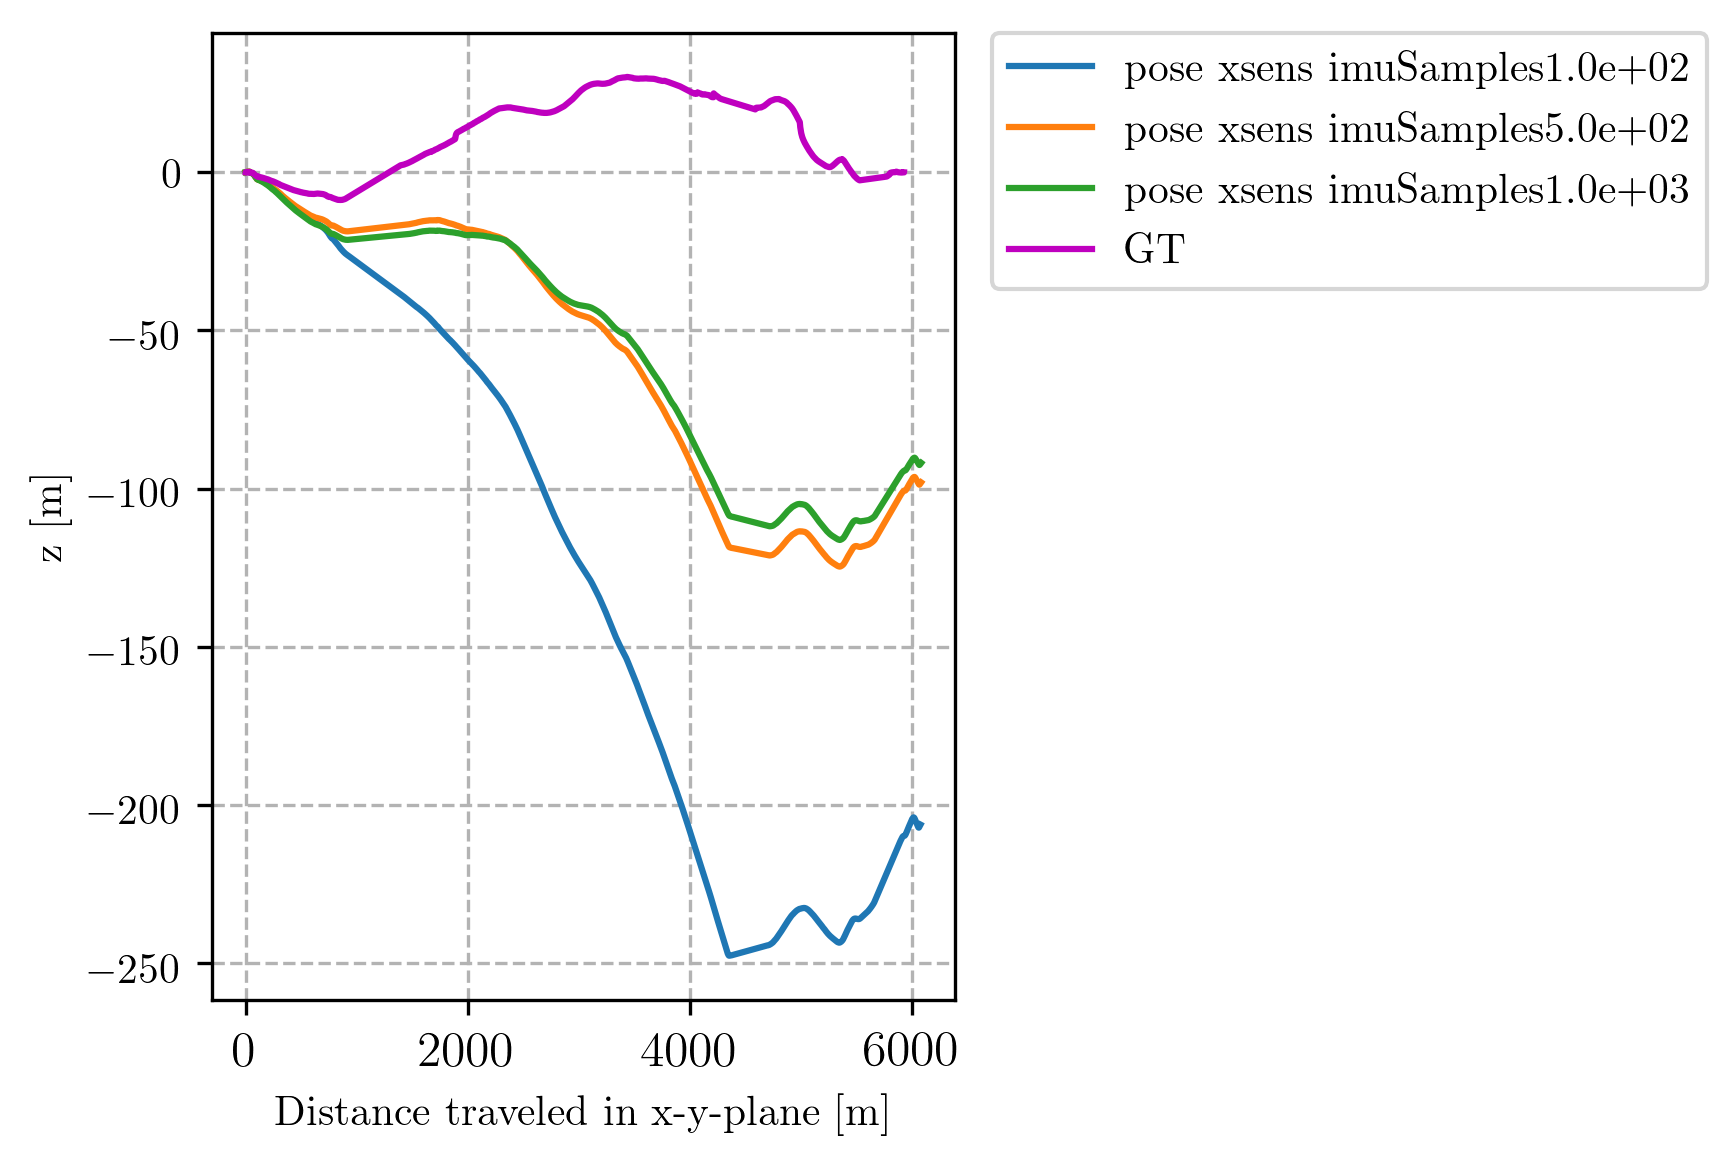 pose xsens imuSamples1.0e+02
pose xsens imuSamples5.0e+02
pose xsens imuSamples1.0e+03
GT
0
−50
−100
−150
−200
−250
z [m]
0 2000 4000 6000
Distance traveled in x-y-plane [m]